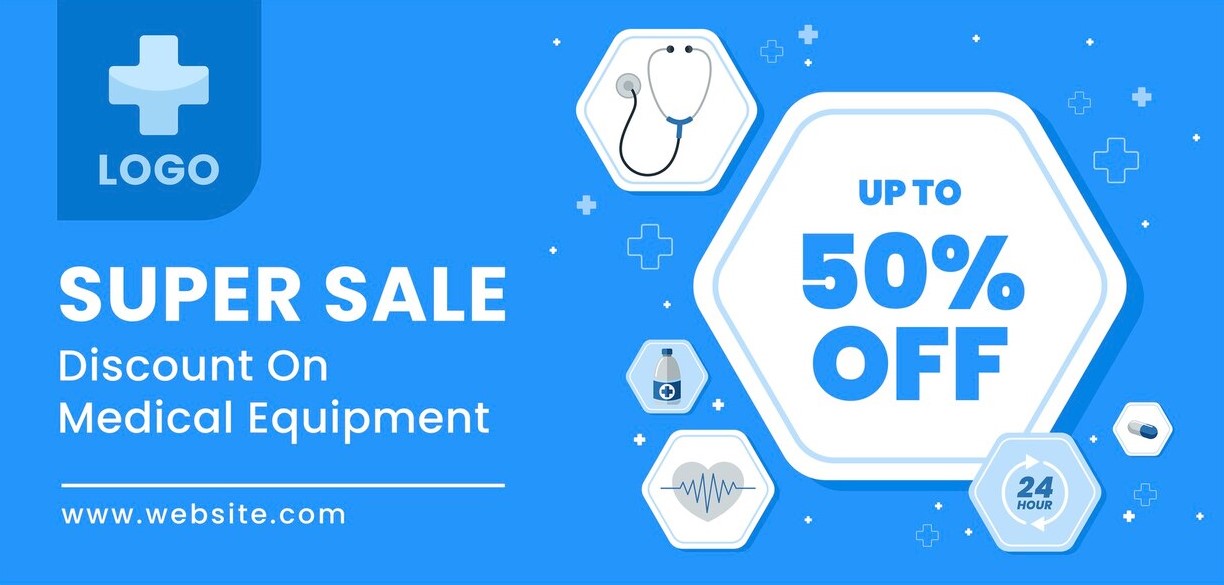 LOGO
SUPER SALE
Discount On
Medical Equipment
www.website.com
UP TO
50%
OFF
24
HOUR